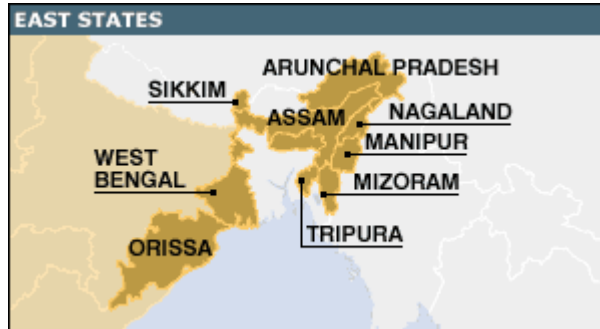 EAST STATES
ARUNCHAL PRADESH
SIKKIM
ASSAM
NAGALAND
MANIPUR
WEST
BENGAL
MIZORAM
TRIPURA
ORISSA